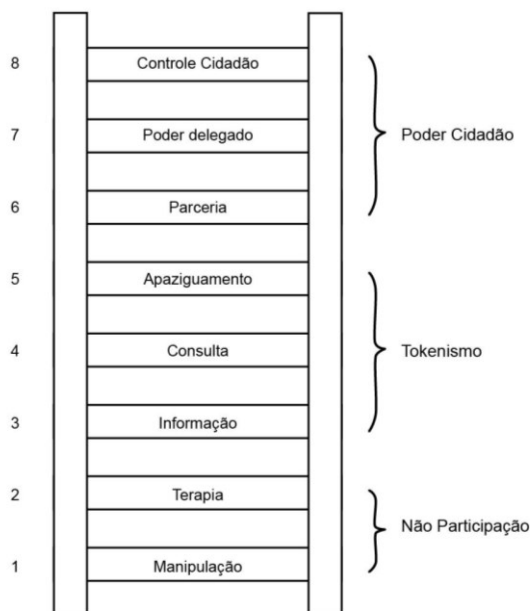 8 Controle Cidadão
7 Poder delegado Poder Cidadão
6 Parceria
5 Apaziguamento
4 Consulta Tokenismo
3 Informação
2 Terapia
Não Participação
1 Manipulação